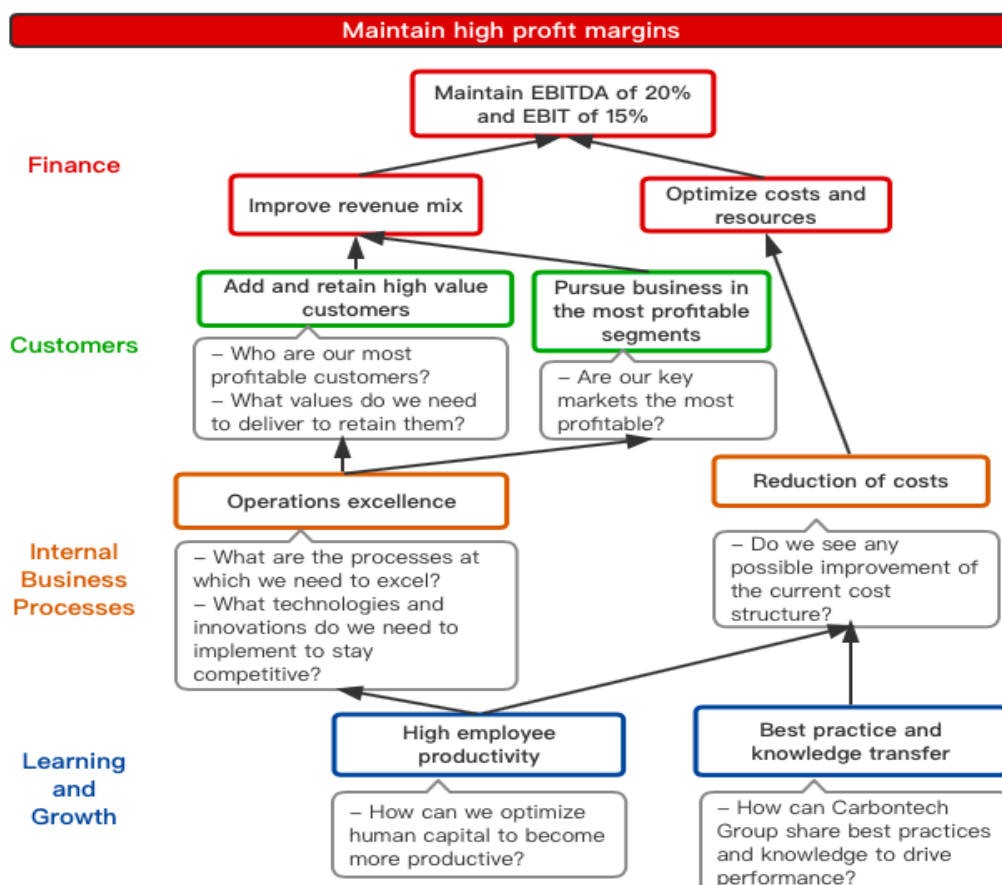 Maintain high profit margins
Maintain EBITDA of 20%
and EBIT of 15%
Finance
Improve revenue mix
Optimize costs and
resources
Customers
Add and retain high value
customers
– Who are our most
profitable customers?
– What values do we need
to deliver to retain them?
Pursue business in
the most profitable
segments
– Are our key
markets the most
profitable?
Internal
Business
Processes
Operations excellence
– What are the processes at
which we need to excel?
– What technologies and
innovations do we need to
implement to stay
competitive?
Reduction of costs
– Do we see any
possible improvement of
the current cost
structure?
Learning
and
Growth
High employee
productivity
– How can we optimize
human capital to become
more productive?
Best practice and
knowledge transfer
– How can Carbontech
Group share best practices
and knowledge to drive
performance?